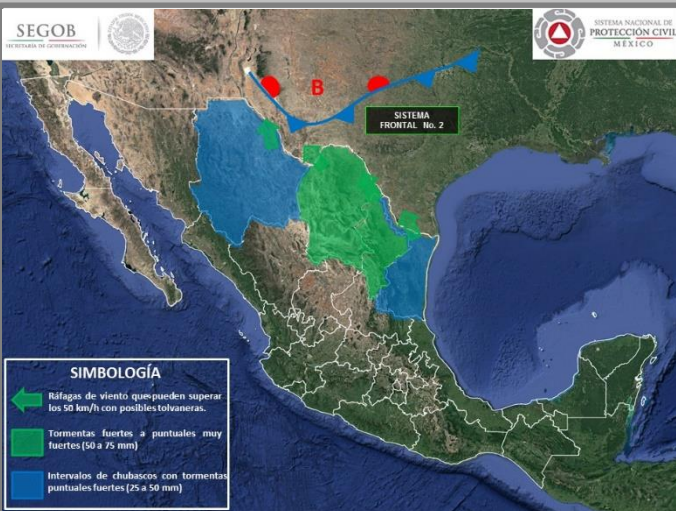 SEGOB
SECRETARÍA DE GOBERNACIÓN
SISTEMA NACIONAL DE
PROTECCIÓN CIVIL
MÉXICO
B
SISTEMA
FRONTAL No. 2
SIMBOLOGÍA
Ráfagas de viento que pueden superar
los 50 km/h con posibles tolvaneras.
Tormentas fuertes a puntuales muy
fuertes (50 a 75 mm)
Intervalos de chubascos con tormentas
puntuales fuertes (25 a 50 mm)